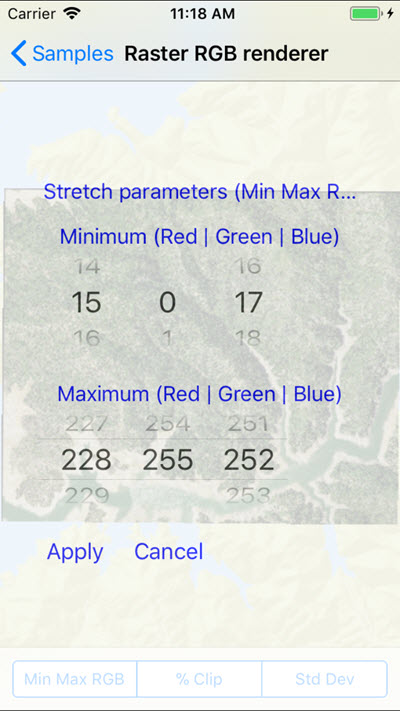 Carrier 11:18 AM
Samples Raster RGB renderer
Stretch parameters (Min Max R...
Minimum (Red | Green | Blue)
14 16
15 0 17
16 1 18
Maximum (Red | Green | Blue)
227 254 251
228 255 252
229 253
Apply Cancel
Min Max RGB % Clip Std Dev